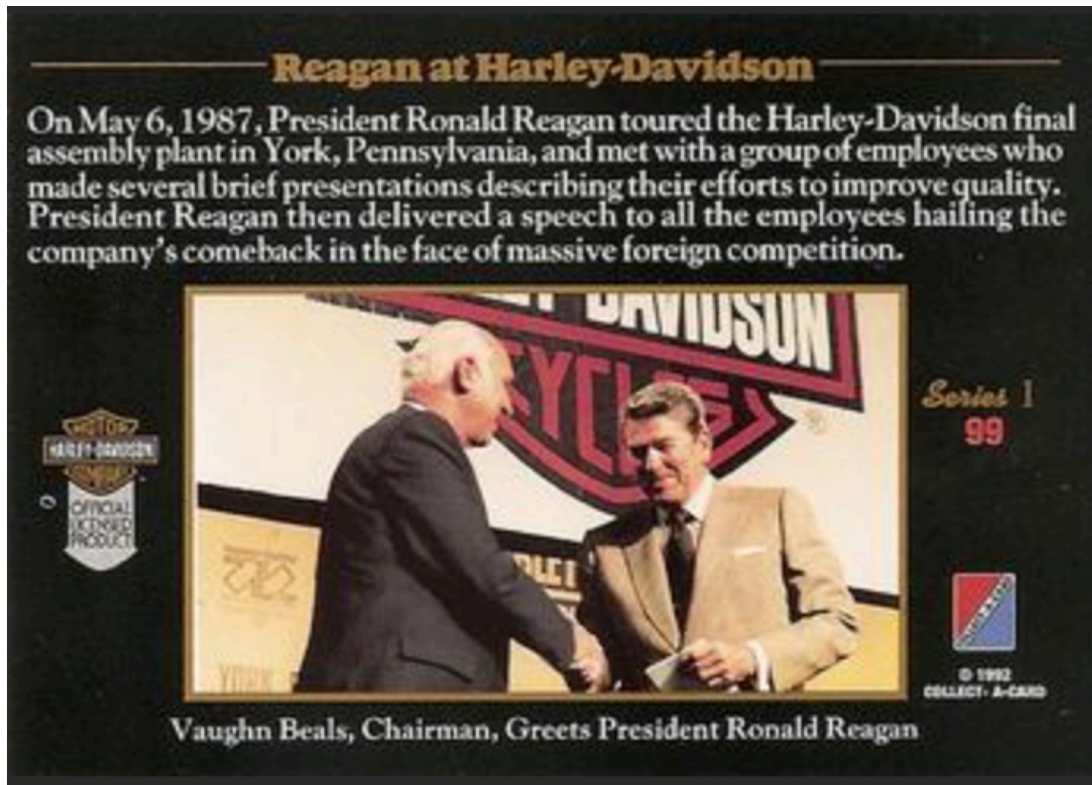 Reagan at Harley-Davidson
On May 6, 1987, President Ronald Reagan toured the Harley-Davidson final
assembly plant in York, Pennsylvania, and met with a group of employees who
made several brief presentations describing their efforts to improve quality.
President Reagan then delivered a speech to all the employees hailing the
company's comeback in the face of massive foreign competition.
DAVIDSON
CYCLES
®
Series 1
99
MOTOR
HARLEY-DAVIDSON
COMPANY
OFFICIAL
LICENSED
PRODUCT
YORK
© 1992
COLLECT-A-CARD
Vaughn Beals, Chairman, Greets President Ronald Reagan